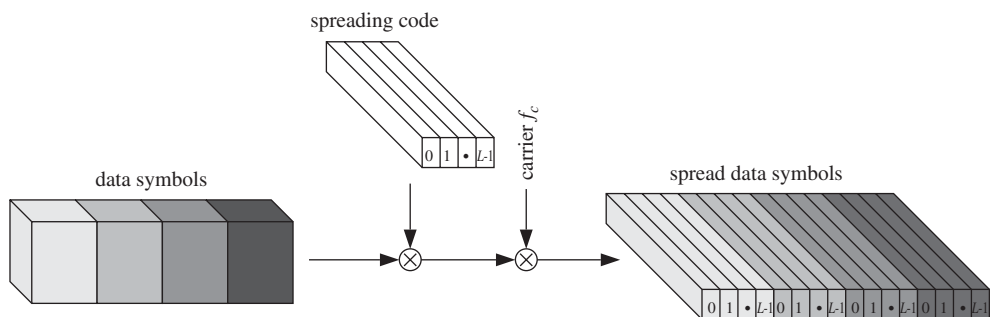 spreading code
0 1 • L-1
carrier f_c
data symbols
spread data symbols
0 1 • L-1 0 1 • L-1 0 1 • L-1 0 1 • L-1